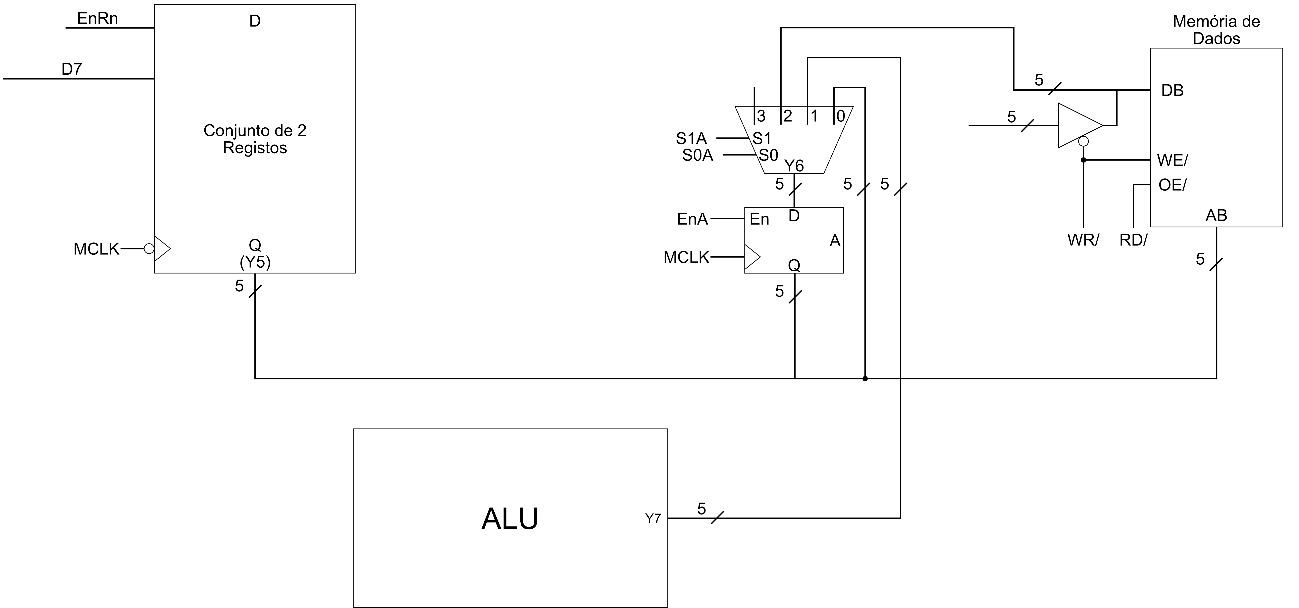 EnRn
D
D7
Conjunto de 2
Registos
MCLK
Q
(Y5)
5
3 2 1 0
S1A
S1
S0A
S0
Y6
5
5
5
EnA
En
D
A
MCLK
Q
5
Memória de
Dados
5
DB
5
WE/
OE/
AB
WR/
RD/
5
ALU
Y7
5